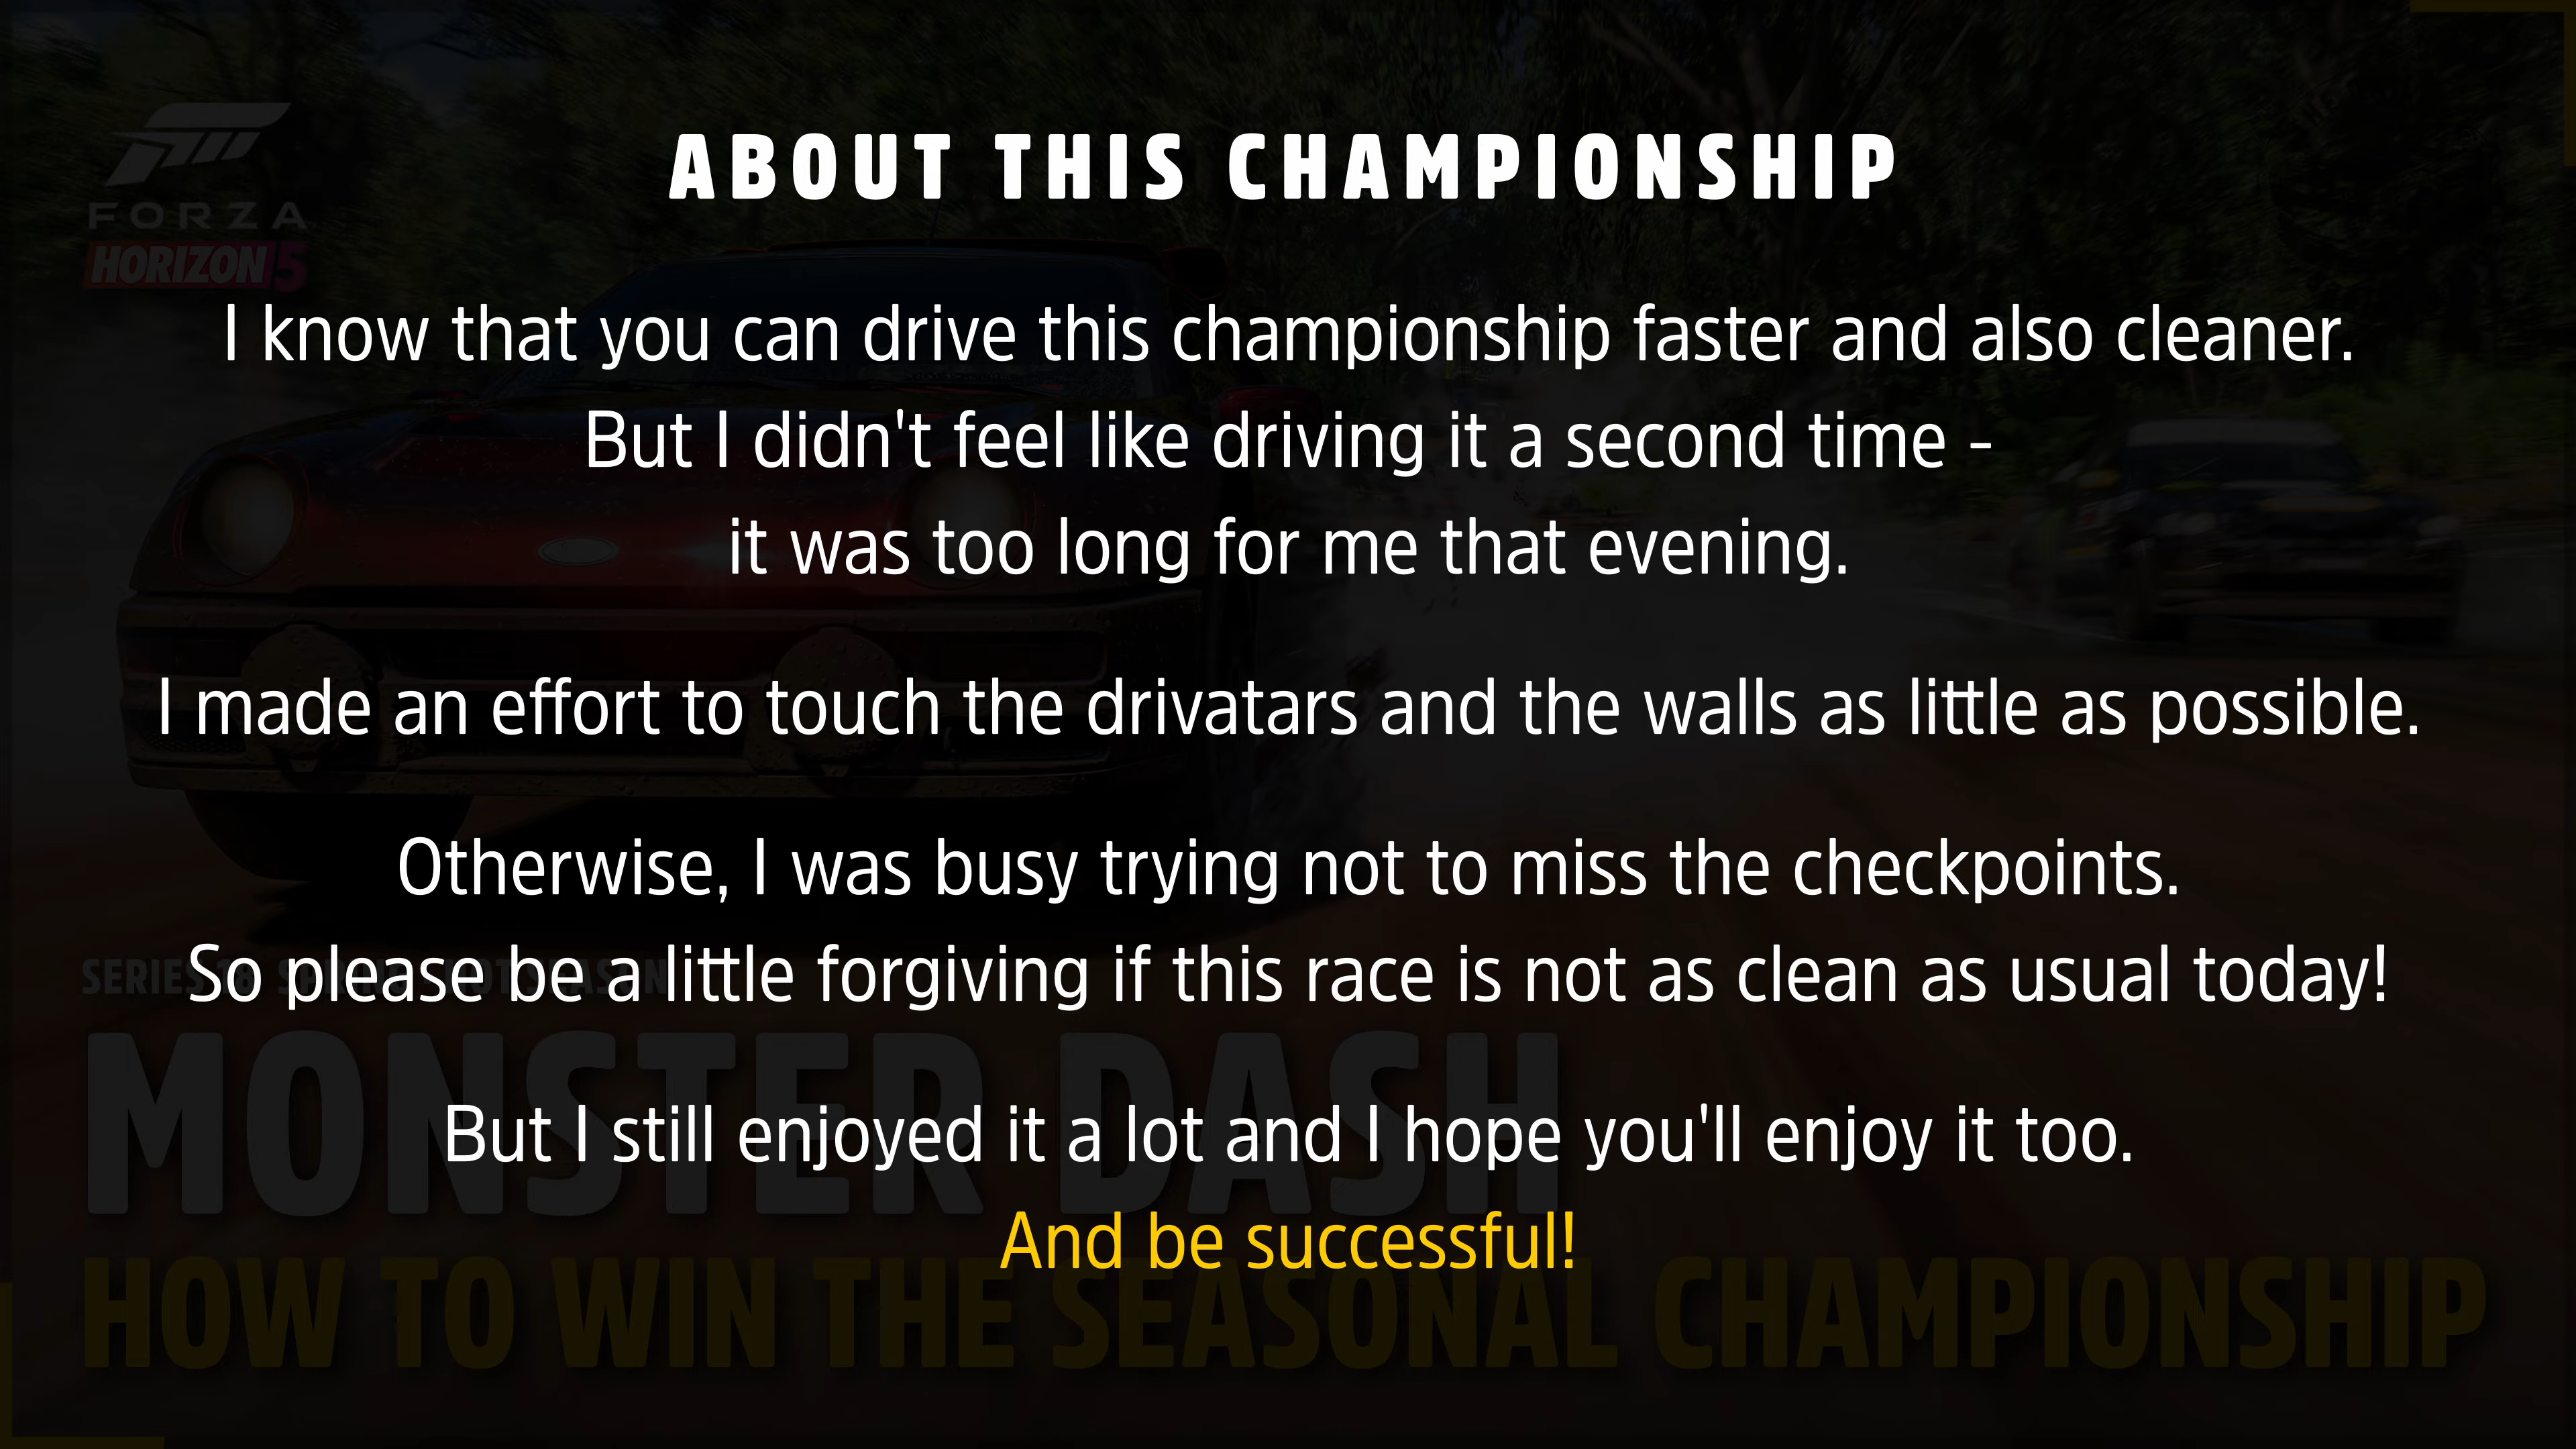 FORZA
HORIZON 5
ABOUT THIS CHAMPIONSHIP
I know that you can drive this championship faster and also cleaner.
But I didn't feel like driving it a second time -
it was too long for me that evening.
I made an effort to touch the drivatars and the walls as little as possible.
Otherwise, I was busy trying not to miss the checkpoints.
So please be a little forgiving if this race is not as clean as usual today!
But I still enjoyed it a lot and I hope you'll enjoy it too.
And be successful!
SERIES
MONSTER DASH
HOW TO WIN THE SEASONAL CHAMPIONSHIP